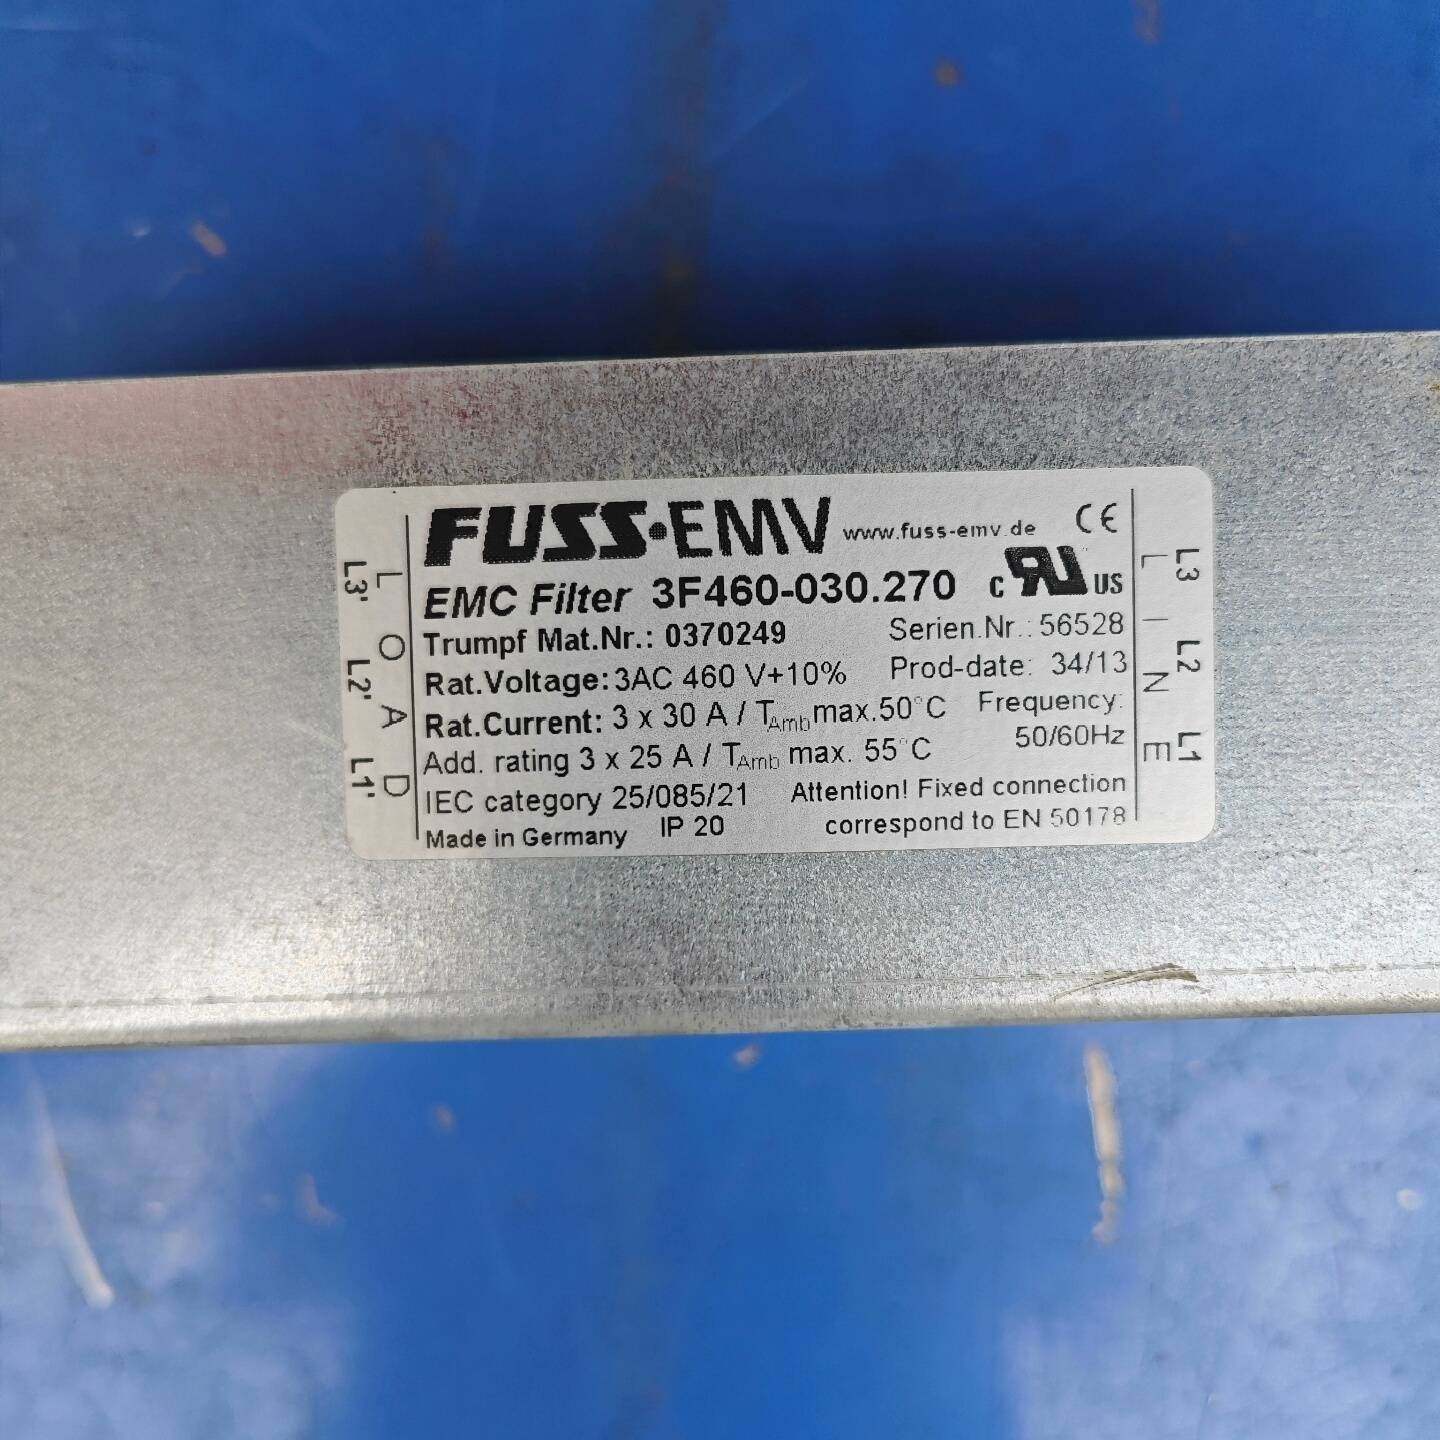 FUSS·EMV www.fuss-emv.de CE
EMC Filter 3F460-030.270 c RU US
Trumpf Mat.Nr.: 0370249 Serien.Nr.: 56528
Rat.Voltage: 3AC 460 V+10% Prod-date: 34/13
Rat.Current: 3 x 30 A / TAmb max.50°C Frequency:
Add. rating 3 x 25 A / TAmb max. 55°C 50/60Hz
IEC category 25/085/21 Attention! Fixed connection
Made in Germany IP 20 correspond to EN 50178
LOAD
L3' L2' L1'
LINE
L3 L2 L1